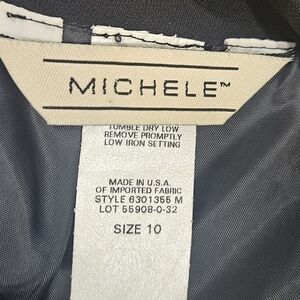 MICHELE™
TUMBLE DRY LOW
REMOVE PROMPTLY
LOW IRON SETTING
MADE IN U.S.A.
OF IMPORTED FABRIC
STYLE 6301355 M
LOT 55908-0-32
SIZE 10